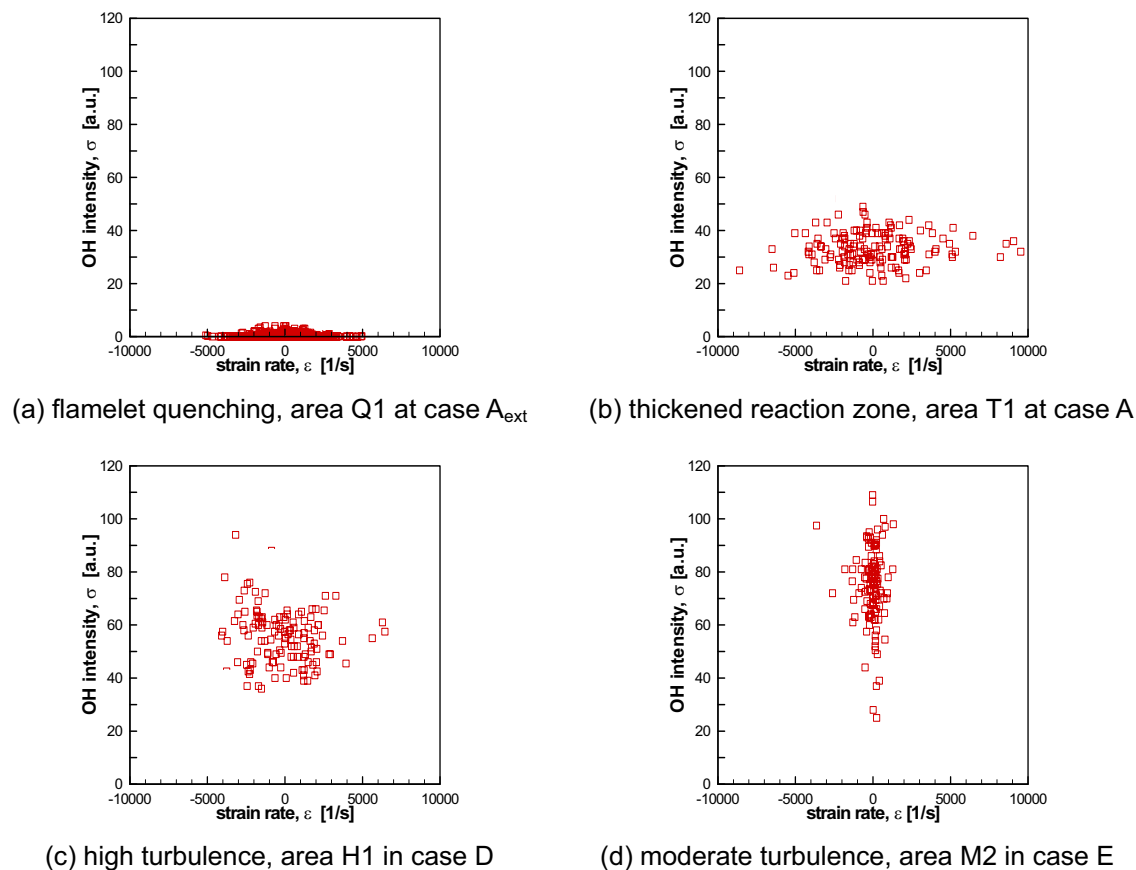 120
100
80
60
40
20
0
OH intensity, σ [a.u.]
-10000 -5000 0 5000 10000
strain rate, ε [1/s]
(a) flamelet quenching, area Q1 at case A_ext
120
100
80
60
40
20
0
OH intensity, σ [a.u.]
-10000 -5000 0 5000 10000
strain rate, ε [1/s]
(b) thickened reaction zone, area T1 at case A
120
100
80
60
40
20
0
OH intensity, σ [a.u.]
-10000 -5000 0 5000 10000
strain rate, ε [1/s]
(c) high turbulence, area H1 in case D
120
100
80
60
40
20
0
OH intensity, σ [a.u.]
-10000 -5000 0 5000 10000
strain rate, ε [1/s]
(d) moderate turbulence, area M2 in case E